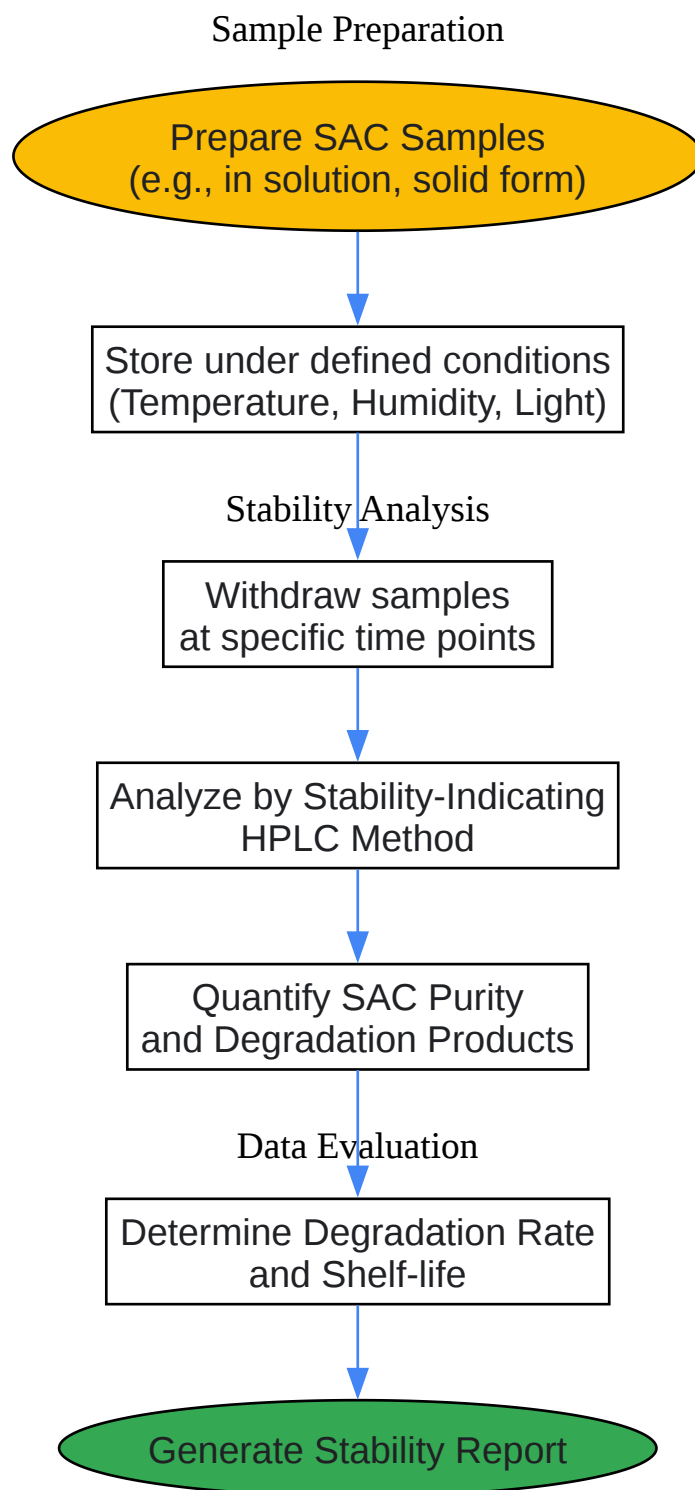 Sample Preparation
Prepare SAC Samples
(e.g., in solution, solid form)
Store under defined conditions
(Temperature, Humidity, Light)
Stability Analysis
Withdraw samples
at specific time points
Analyze by Stability-Indicating
HPLC Method
Quantify SAC Purity
and Degradation Products
Data Evaluation
Determine Degradation Rate
and Shelf-life
Generate Stability Report